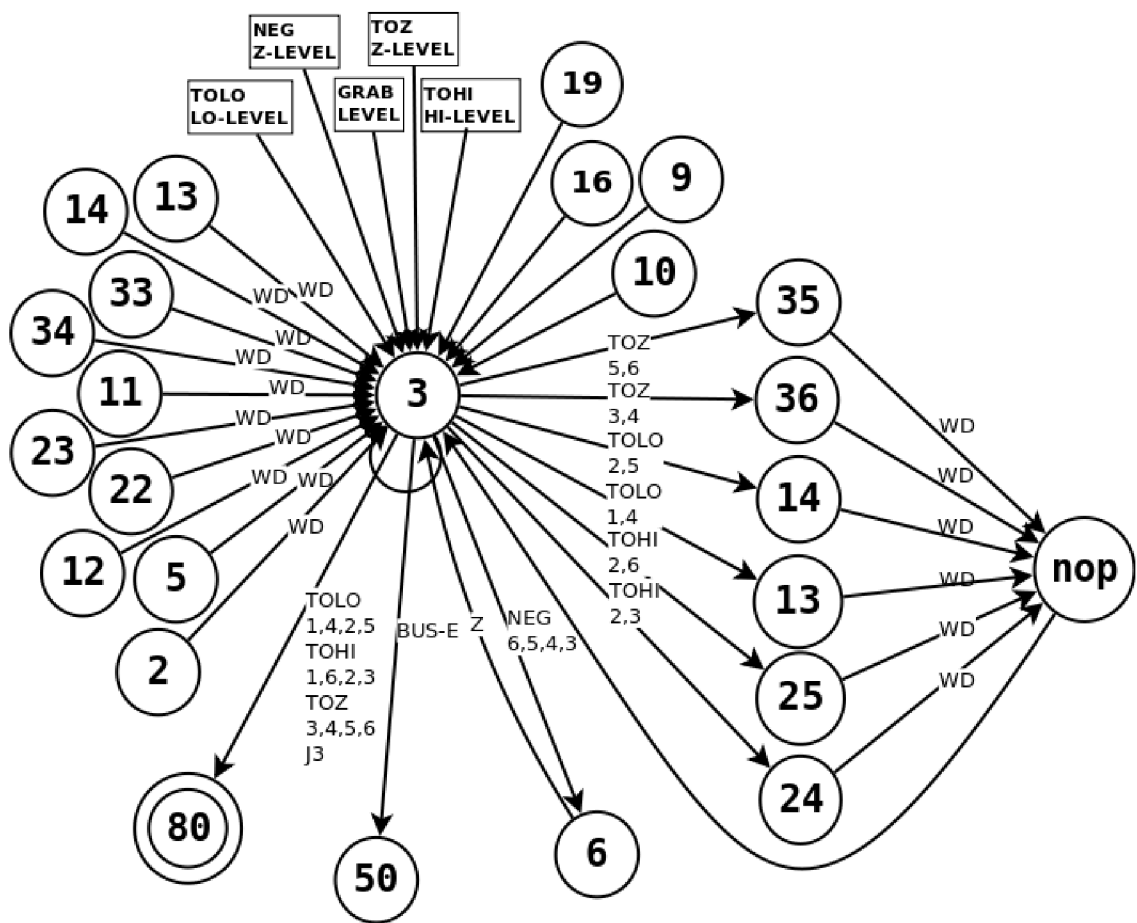 NEG
Z-LEVEL
TOZ
Z-LEVEL
TOLO
LO-LEVEL
GRAB
LEVEL
TOHI
HI-LEVEL
19
16
9
10
14
13
33
34
11
23
22
12
5
2
WD
WD
WD
WD
WD
WD
WD
WD
WD
WD
3
TOZ
5,6
TOZ
3,4
TOLO
2,5
TOLO
1,4
TOHI
2,6
TOHI
2,3
35
36
14
13
25
24
WD
WD
WD
WD
WD
WD
nop
TOLO
1,4,2,5
TOHI
1,6,2,3
TOZ
3,4,5,6
J3
BUS-E
Z
NEG
6,5,4,3
80
50
6